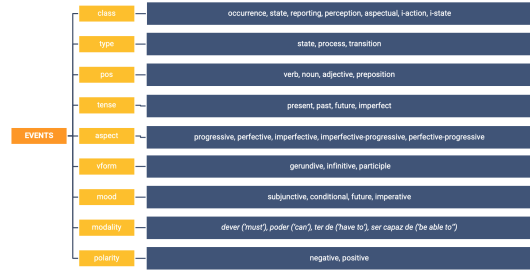 class occurrence, state, reporting, perception, aspectual, i-action, i-state
type state, process, transition
pos verb, noun, adjective, preposition
tense present, past, future, imperfect
EVENTS aspect progressive, perfective, imperfective, imperfective-progressive, perfective-progressive
vform gerundive, infinitive, participle
mood subjunctive, conditional, future, imperative
modality dever ('must'), poder ('can'), ter de ('have to'), ser capaz de ('be able to")
polarity negative, positive